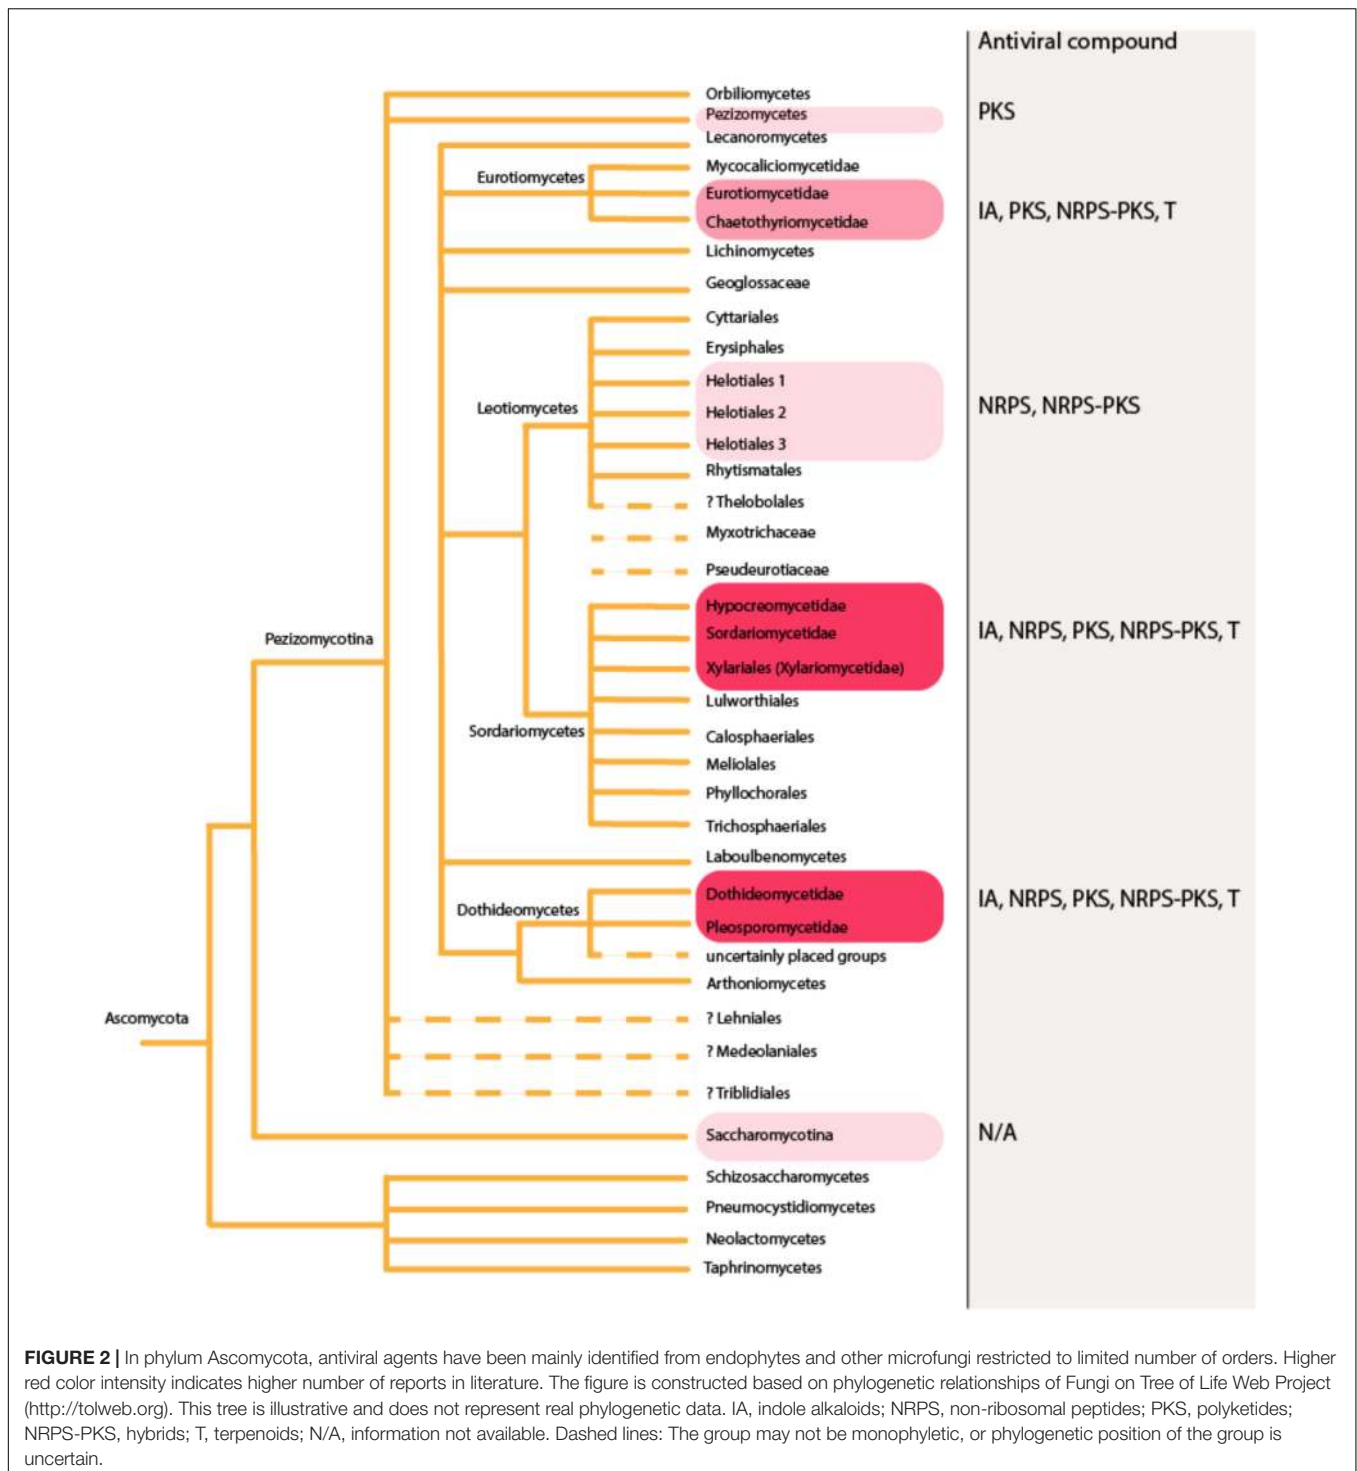 Antiviral compound
Orbiliomycetes
Pezizomycetes
PKS
Lecanoromycetes
Mycocaliciomycetidae
Eurotiomycetes
Eurotiomycetidae
IA, PKS, NRPS-PKS, T
Chaetothyriomycetidae
Lichinomycetes
Geoglossaceae
Cyttariales
Erysiphales
Helotiales 1
Leotiomycetes
Helotiales 2
NRPS, NRPS-PKS
Helotiales 3
Rhytismatales
? Thelobolales
Myxotrichaceae
Pseudeurotiaceae
Hypocreomycetidae
Pezizomycotina
Sordariomycetidae
IA, NRPS, PKS, NRPS-PKS, T
Xylariales (Xylariomycetidae)
Lulworthiales
Sordariomycetes
Calosphaeriales
Meliolales
Phyllochorales
Trichosphaeriales
Laboulbenomycetes
Dothideomycetidae
IA, NRPS, PKS, NRPS-PKS, T
Dothideomycetes
Pleosporomycetidae
uncertainly placed groups
Arthoniomycetes
Ascomycota
? Lehniales
? Medeolaniales
? Triblidiales
Saccharomycotina
N/A
Schizosaccharomycetes
Pneumocystidiomycetes
Neolactomycetes
Taphrinomycetes
FIGURE 2 | In phylum Ascomycota, antiviral agents have been mainly identified from endophytes and other microfungi restricted to limited number of orders. Higher
red color intensity indicates higher number of reports in literature. The figure is constructed based on phylogenetic relationships of Fungi on Tree of Life Web Project
(http://tolweb.org). This tree is illustrative and does not represent real phylogenetic data. IA, indole alkaloids; NRPS, non-ribosomal peptides; PKS, polyketides;
NRPS-PKS, hybrids; T, terpenoids; N/A, information not available. Dashed lines: The group may not be monophyletic, or phylogenetic position of the group is
uncertain.